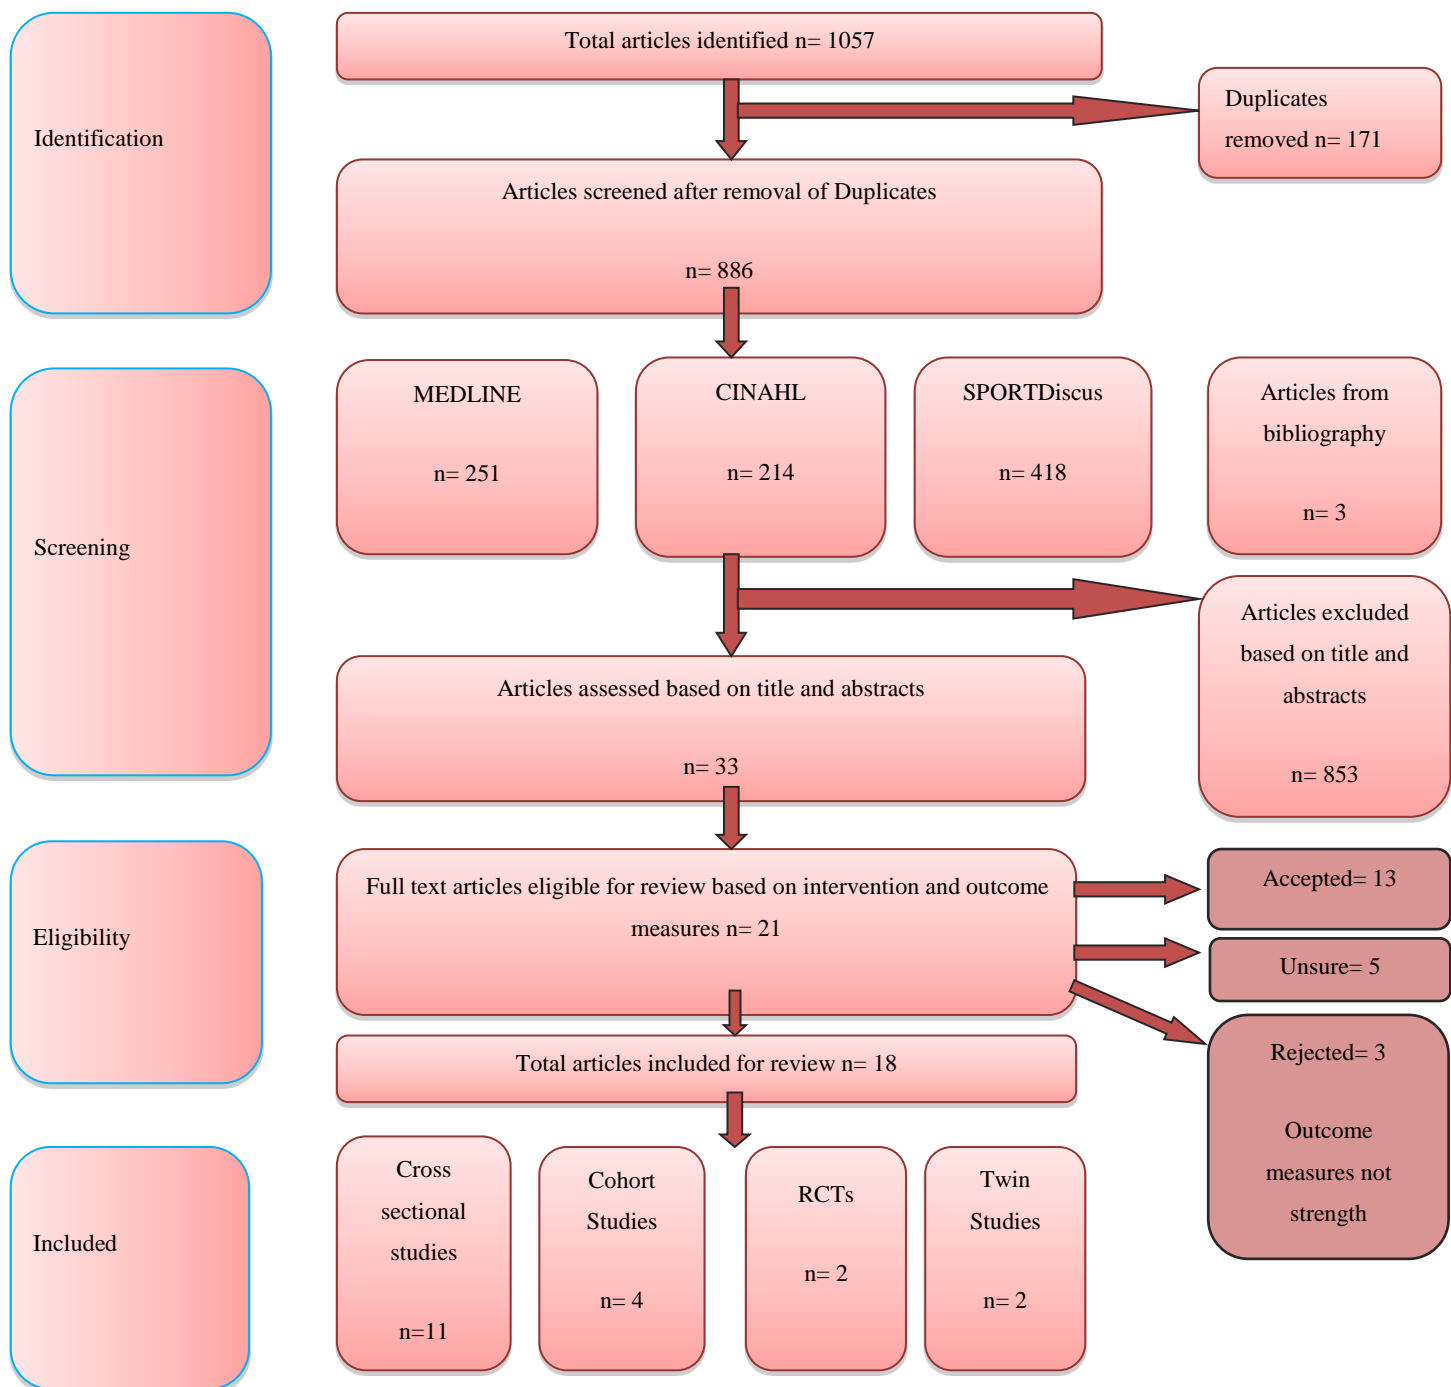 Total articles identified n= 1057
Duplicates
removed n= 171
Identification
Articles screened after removal of Duplicates
n= 886
MEDLINE
n= 251
CINAHL
n= 214
SPORTDiscus
n= 418
Articles from
bibliography
n= 3
Screening
Articles excluded
based on title and
abstracts
n= 853
Articles assessed based on title and abstracts
n= 33
Full text articles eligible for review based on intervention and outcome
measures n= 21
Accepted= 13
Unsure= 5
Rejected= 3
Outcome
measures not
strength
Eligibility
Total articles included for review n= 18
Cross
sectional
studies
n=11
Cohort
Studies
n= 4
RCTs
n= 2
Twin
Studies
n= 2
Included